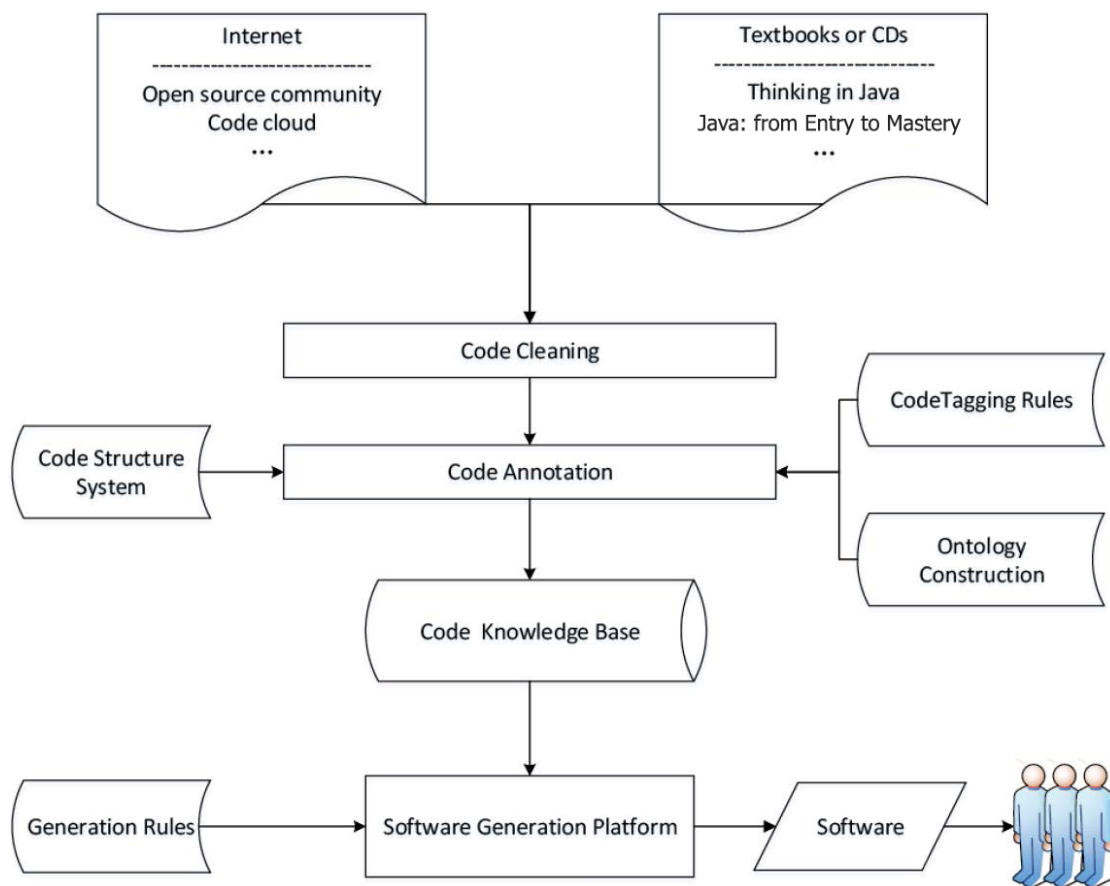 Internet
------------------------------
Open source community
Code cloud
...
Textbooks or CDs
------------------------------
Thinking in Java
Java: from Entry to Mastery
...
Code Cleaning
CodeTagging Rules
Code Structure
System
Code Annotation
Ontology
Construction
Code Knowledge Base
Generation Rules
Software Generation Platform
Software